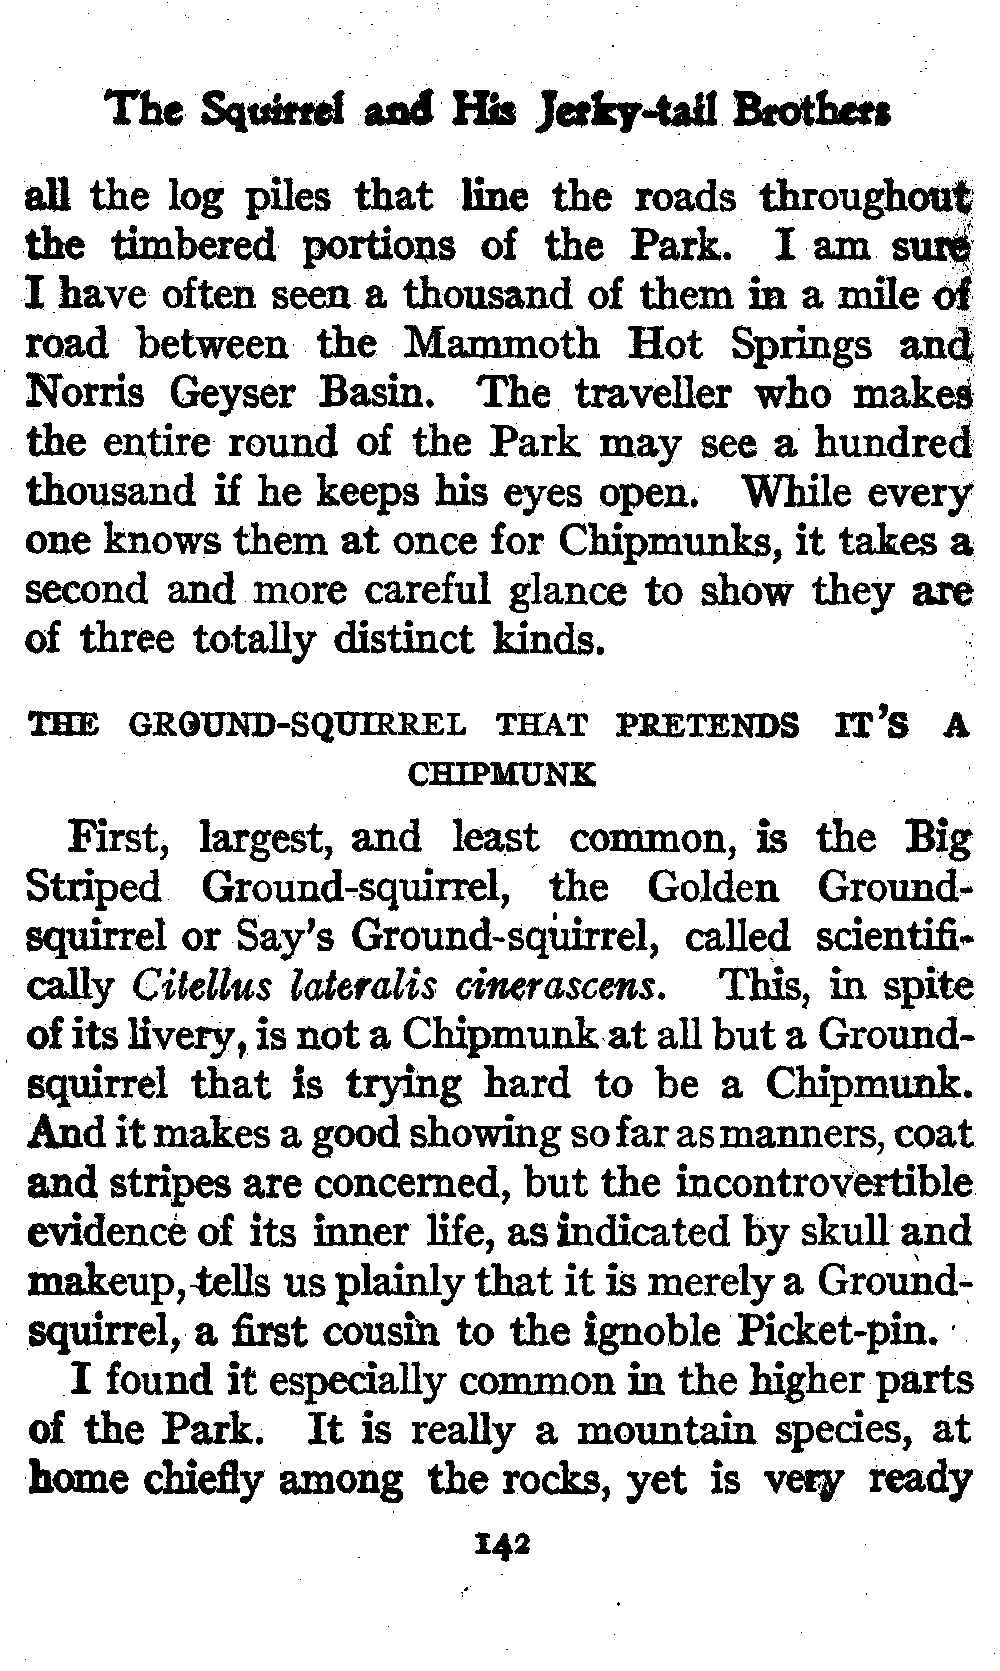 The Squirrel and His Jerky-tail Brothers
all the log piles that line the roads throughout
the timbered portions of the Park. I am sure
I have often seen a thousand of them in a mile of
road between the Mammoth Hot Springs and
Norris Geyser Basin. The traveller who makes
the entire round of the Park may see a hundred
thousand if he keeps his eyes open. While every
one knows them at once for Chipmunks, it takes a
second and more careful glance to show they are
of three totally distinct kinds.
THE GROUND-SQUIRREL THAT PRETENDS IT'S A
CHIPMUNK
First, largest, and least common, is the Big
Striped Ground-squirrel, the Golden Ground-
squirrel or Say's Ground-squirrel, called scientifi-
cally Citellus lateralis cinerascens. This, in spite
of its livery, is not a Chipmunk at all but a Ground-
squirrel that is trying hard to be a Chipmunk.
And it makes a good showing so far as manners, coat
and stripes are concerned, but the incontrovertible
evidence of its inner life, as indicated by skull and
makeup, tells us plainly that it is merely a Ground-
squirrel, a first cousin to the ignoble Picket-pin.
I found it especially common in the higher parts
of the Park. It is really a mountain species, at
home chiefly among the rocks, yet is very ready
142